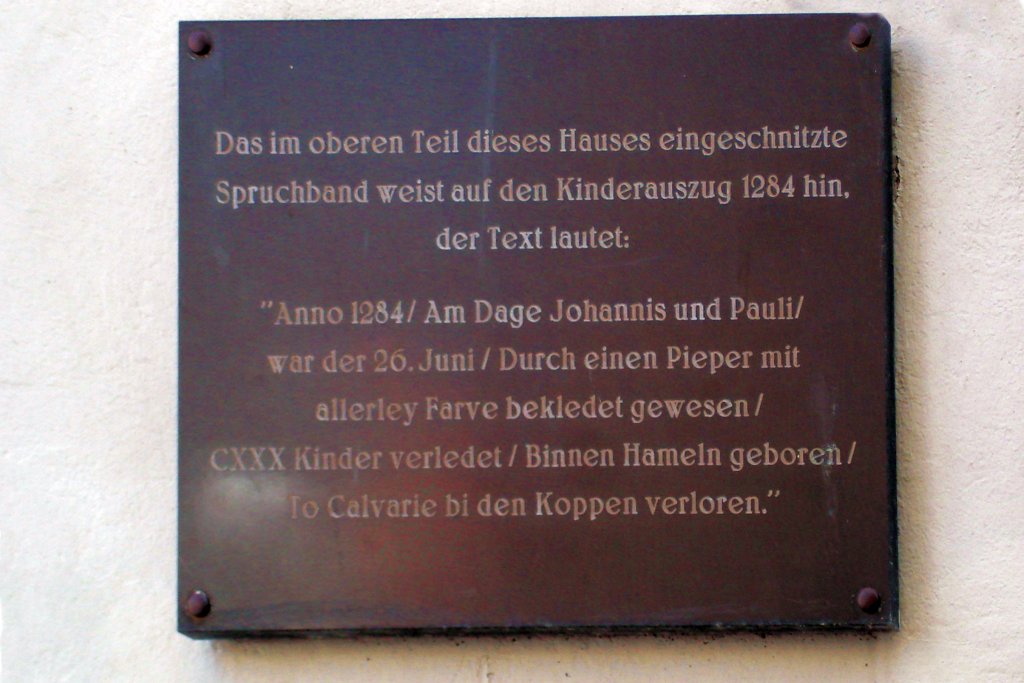 Das im oberen Teil dieses Hauses eingeschnitzte
Spruchband weist auf den Kinderauszug 1284 hin,
der Text lautet:
"Anno 1284/ Am Dage Johannis und Pauli/
war der 26. Juni / Durch einen Pieper mit
allerley Farve bekledet gewesen /
CXXX Kinder verledet / Binnen Hameln geboren /
To Calvarie bi den Koppen verloren."